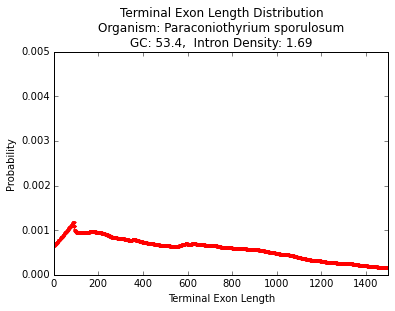 Terminal Exon Length Distribution
Organism: Paraconiothyrium sporulosum
GC: 53.4,  Intron Density: 1.69
0.005
0.004
0.003
0.002
0.001
0.000
Probability
0 200 400 600 800 1000 1200 1400
Terminal Exon Length